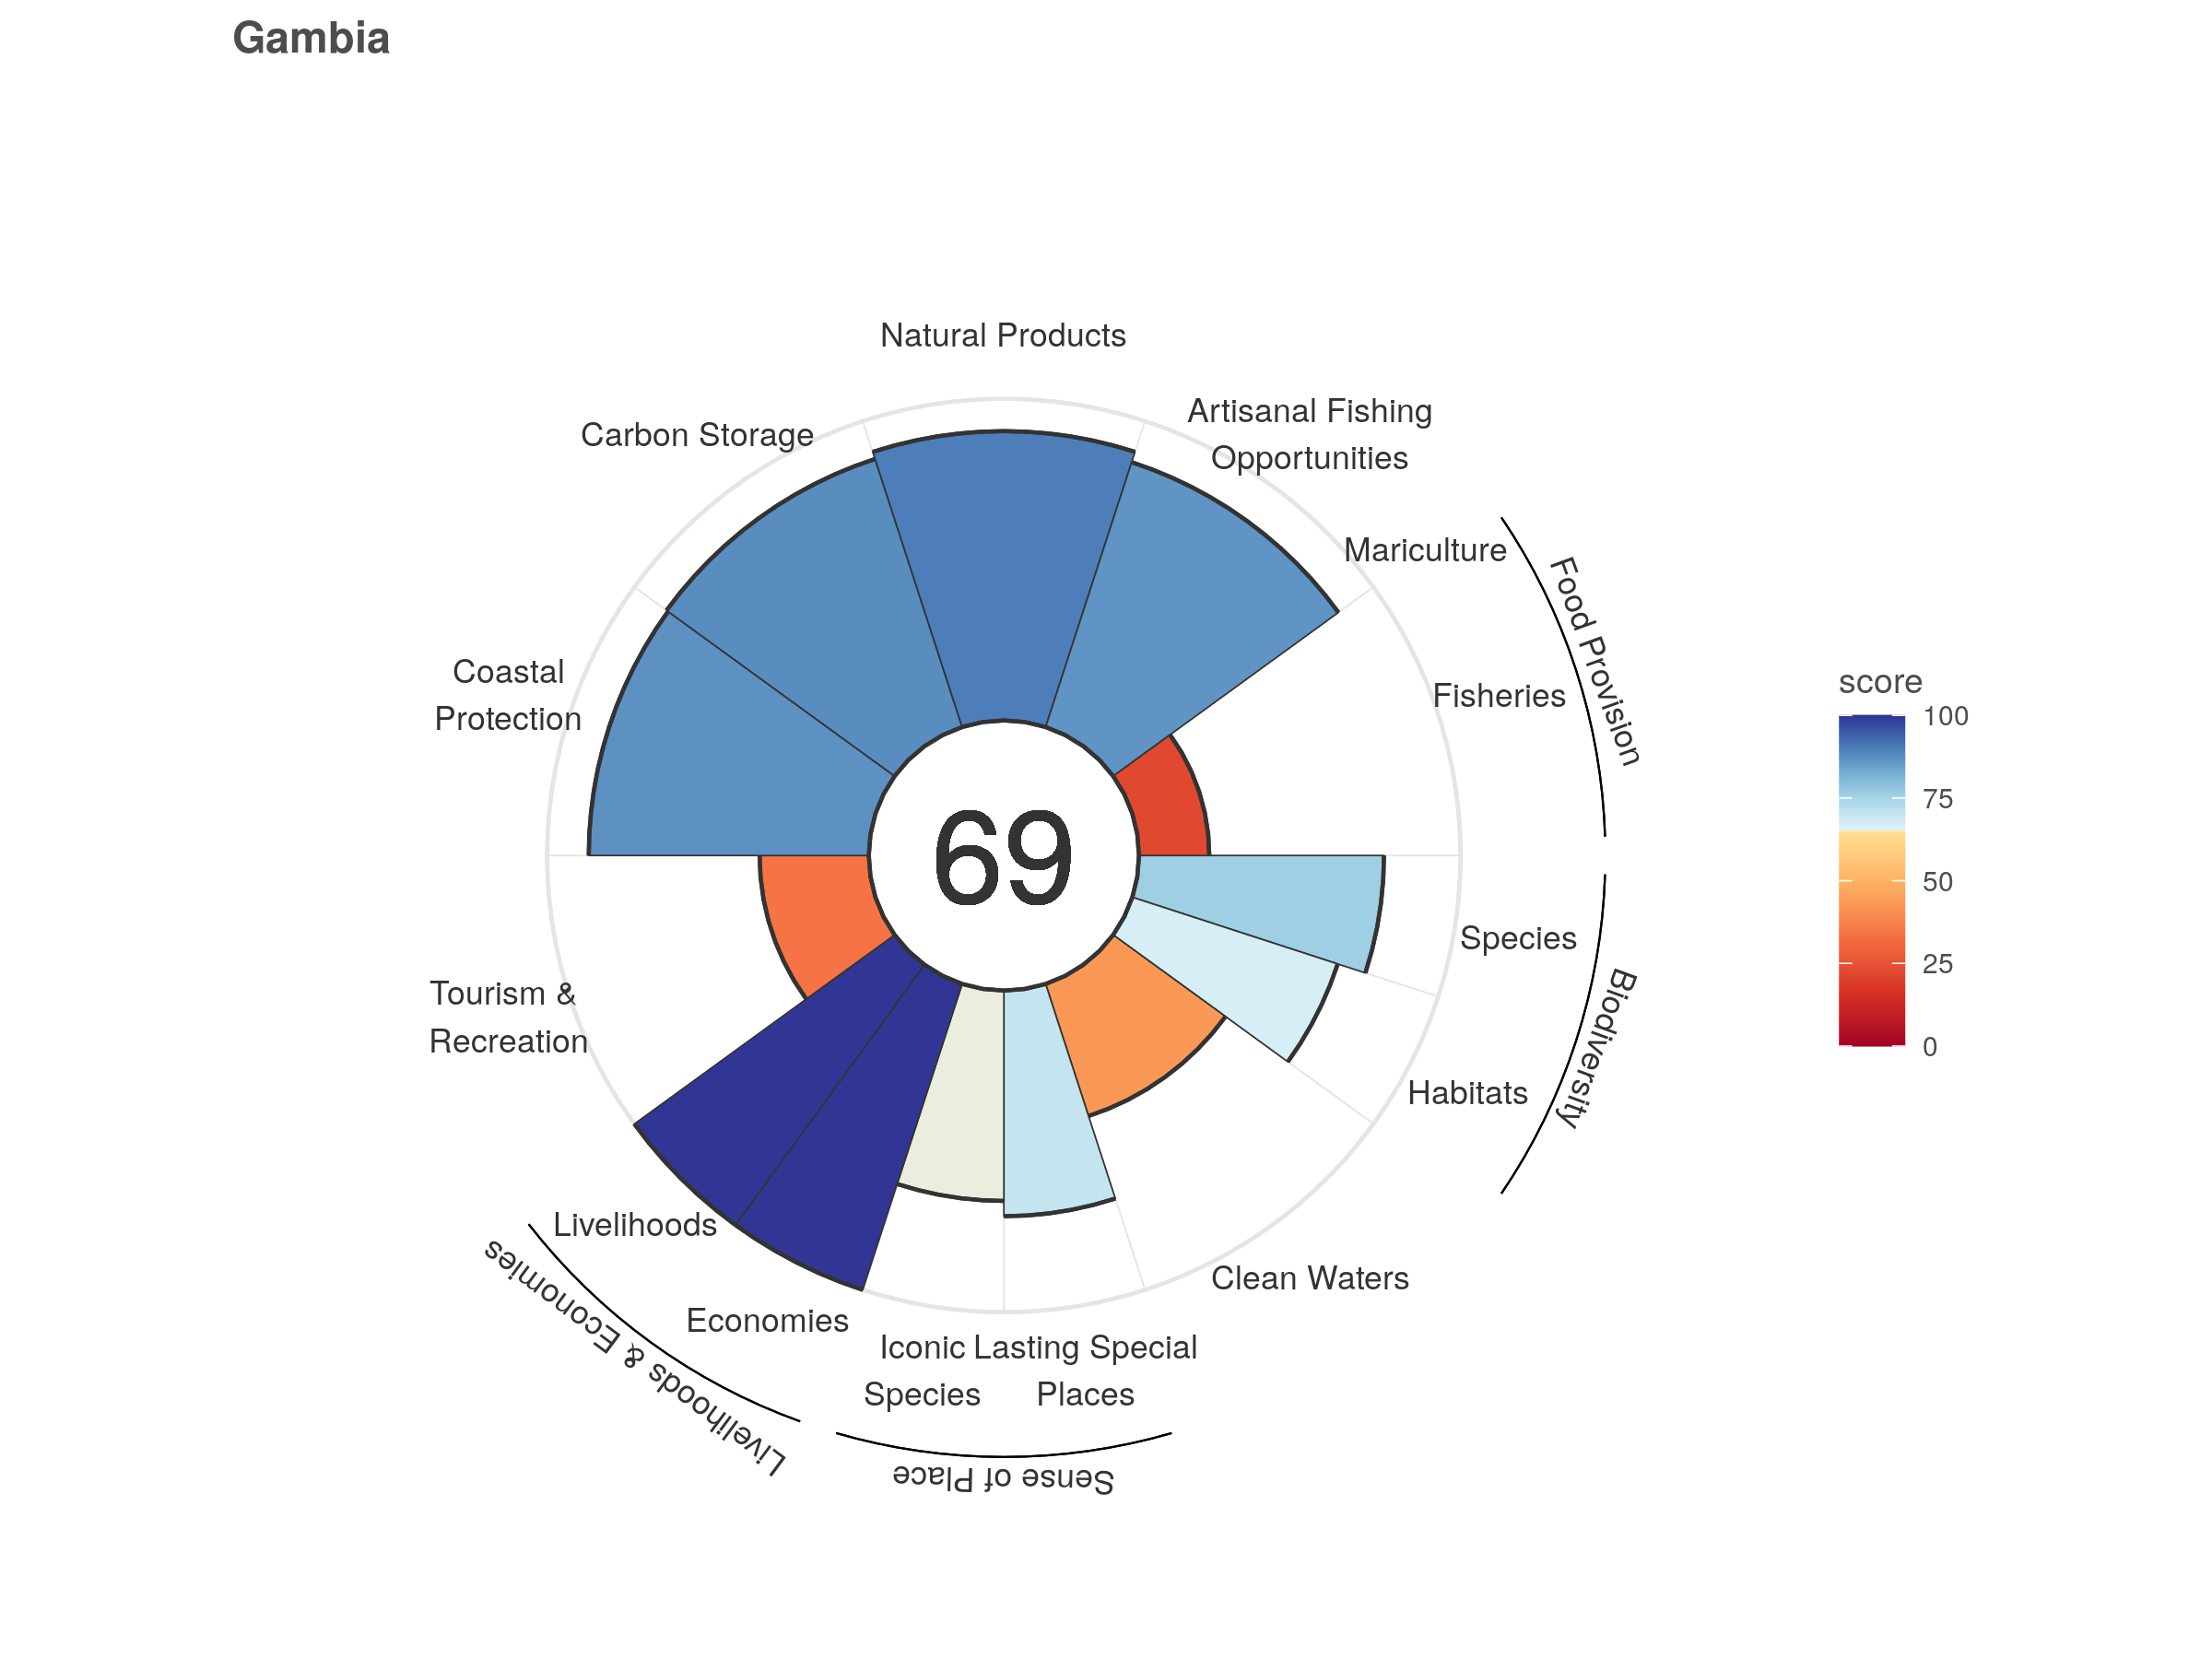 Gambia
Natural Products
Artisanal Fishing
Opportunities
Carbon Storage
Mariculture
Food Provision
Fisheries
Coastal
Protection
score
100
75
50
25
0
69
Species
Biodiversity
Habitats
Tourism &
Recreation
Livelihoods
Livelihoods & Economies
Economies
Clean Waters
Iconic
Species
Lasting Special
Places
Sense of Place